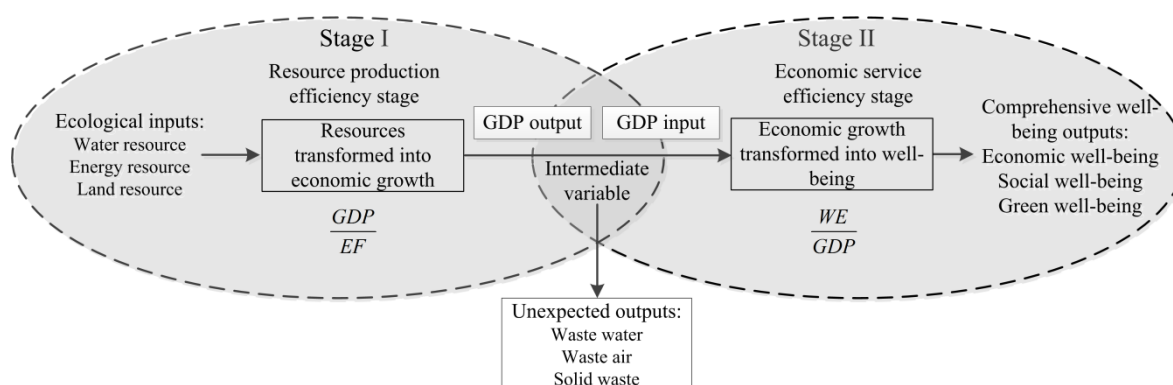 Stage I
Resource production
efficiency stage
Ecological inputs:
Water resource
Energy resource
Land resource
Resources
transformed into
economic growth
GDP
EF
GDP output
GDP input
Intermediate
variable
Stage II
Economic service
efficiency stage
Economic growth
transformed into well-
being
WE
GDP
Comprehensive well-
being outputs:
Economic well-being
Social well-being
Green well-being
Unexpected outputs:
Waste water
Waste air
Solid waste